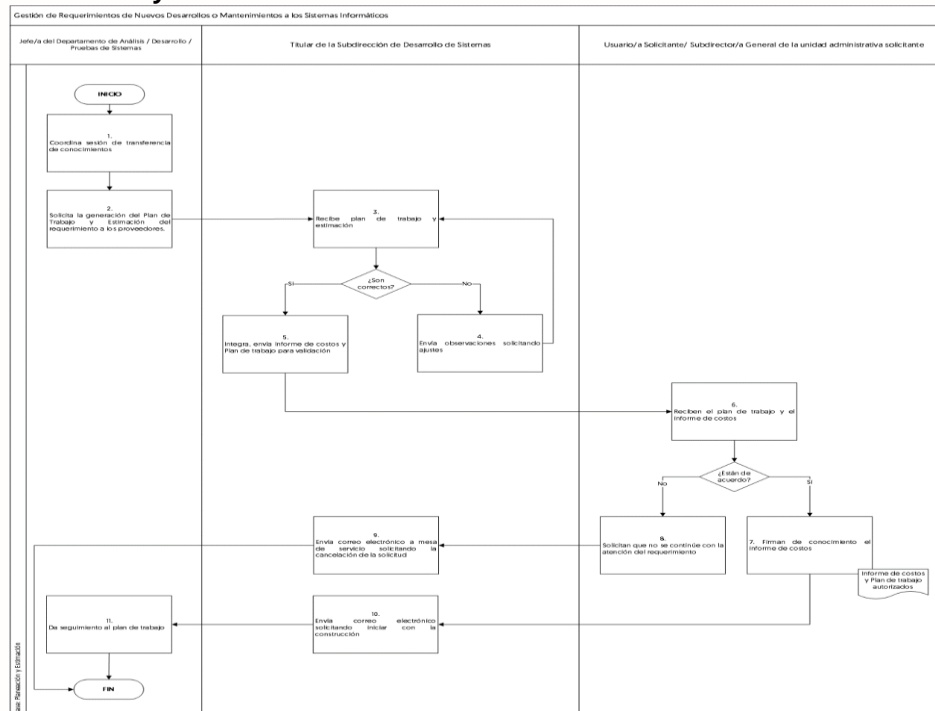 Gestión de Requerimientos de Nuevos Desarrollos o Mantenimientos a los Sistemas Informáticos
Jefe/a del Departamento de Análisis / Desarrollo /
Pruebas de Sistemas
Titular de la Subdirección de Desarrollo de Sistemas
Usuario/a Solicitante/ Subdirector/a General de la unidad administrativa solicitante
INICIO
1.
Coordina sesión de transferencia
de conocimientos
2.
Solicita la generación del Plan de
Trabajo y Estimación del
requerimiento a los proveedores.
3.
Recibe plan de trabajo y
estimación
¿Son
correctos?
Sí
No
5.
Integra, envía informe de costos y
Plan de trabajo para validación
4.
Envía observaciones solicitando
ajustes
6.
Reciben el plan de trabajo y el
informe de costos
¿Están de
acuerdo?
No
Sí
9.
Envía correo electrónico a mesa
de servicio solicitando la
cancelación de la solicitud
8.
Solicitan que no se continúe con la
atención del requerimiento
7. Firman de conocimiento el
informe de costos
Informe de costos
y Plan de trabajo
autorizados
11.
Da seguimiento al plan de trabajo
10.
Envía correo electrónico
solicitando iniciar con la
construcción
FIN
Planeación y Estimación